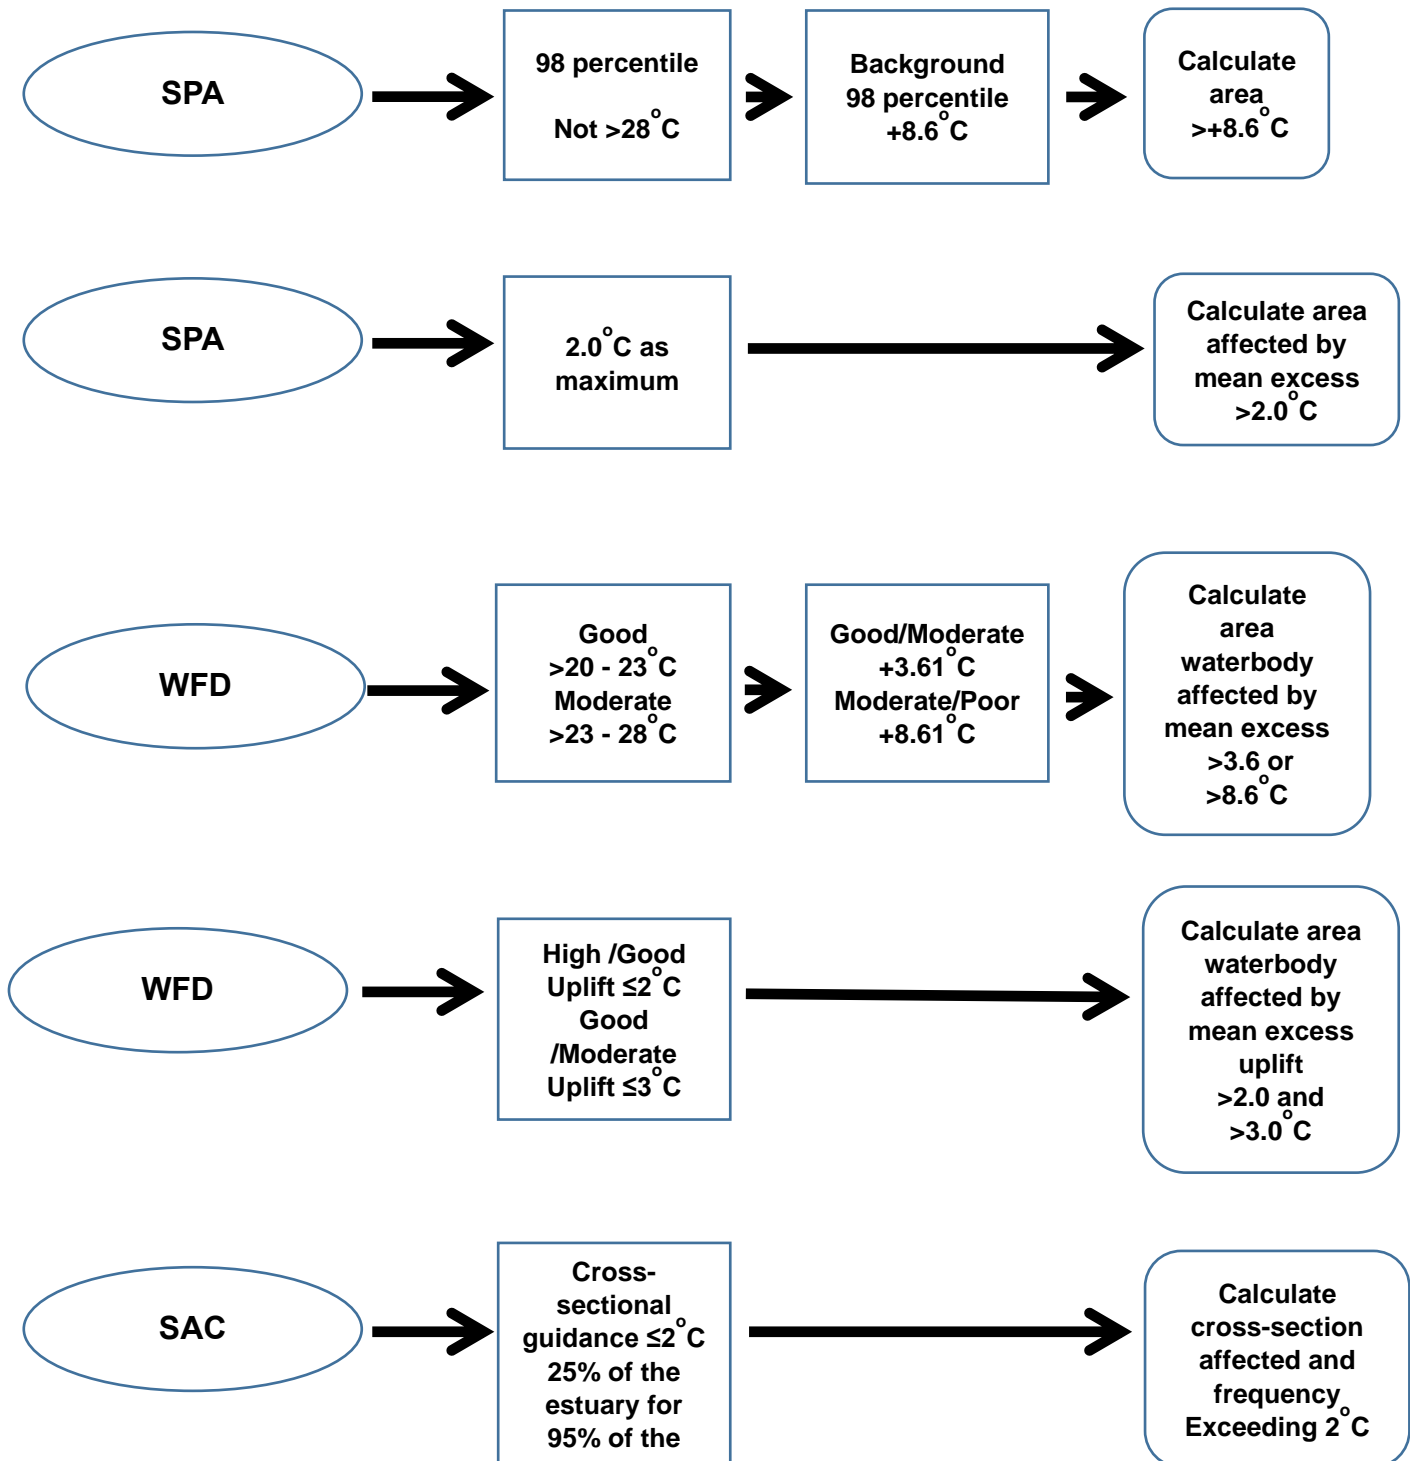 SPA
98 percentile
Not >28°C
Background
98 percentile
+8.6°C
Calculate
area
>+8.6°C
SPA
2.0°C as
maximum
Calculate area
affected by
mean excess
>2.0°C
WFD
Good
>20 - 23°C
Moderate
>23 - 28°C
Good/Moderate
+3.61°C
Moderate/Poor
+8.61°C
Calculate
area
waterbody
affected by
mean excess
>3.6 or
>8.6°C
WFD
High /Good
Uplift ≤2°C
Good
/Moderate
Uplift ≤3°C
Calculate area
waterbody
affected by
mean excess
uplift
>2.0 and
>3.0°C
SAC
Cross-
sectional
guidance ≤2°C
25% of the
estuary for
95% of the
Calculate
cross-section
affected and
frequency
Exceeding 2°C